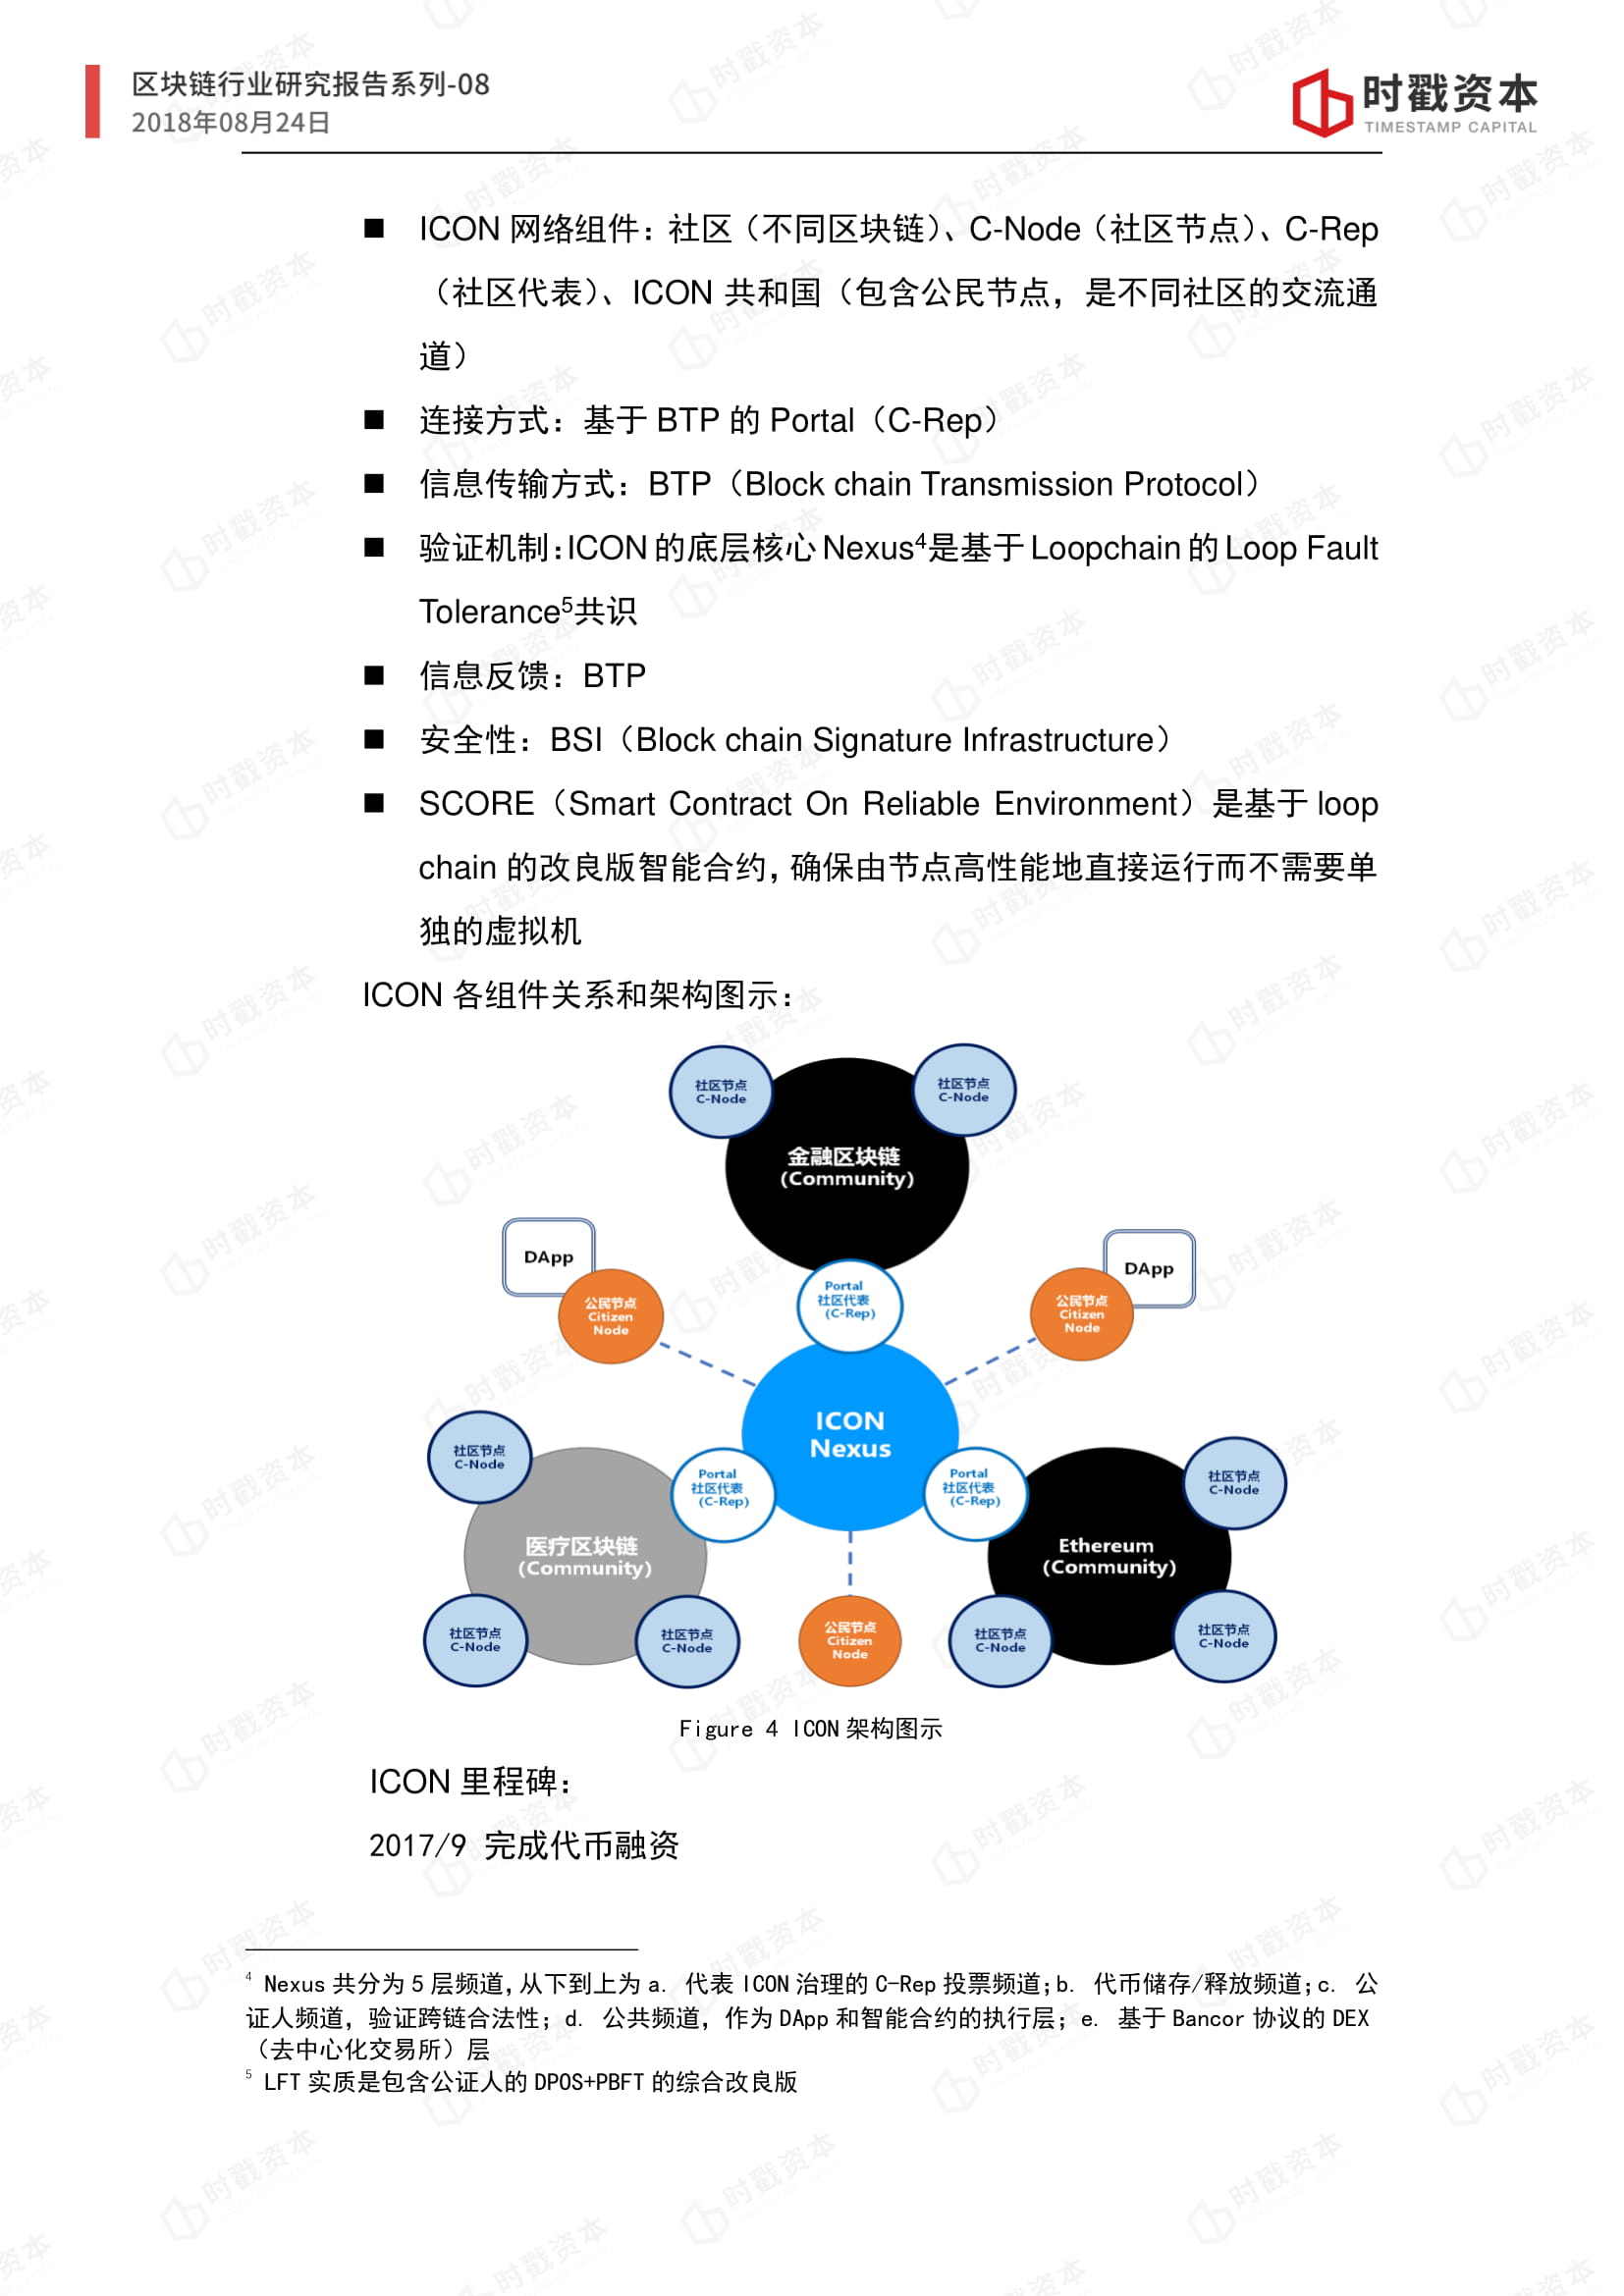 区块链行业研究报告系列-08
2018年08月24日
时戳资本
TIMESTAMP CAPITAL
■ ICON 网络组件：社区（不同区块链）、C-Node（社区节点）、C-Rep
（社区代表）、ICON 共和国（包含公民节点，是不同社区的交流通
道）
■ 连接方式：基于 BTP 的 Portal（C-Rep）
■ 信息传输方式：BTP（Block chain Transmission Protocol）
■ 验证机制：ICON 的底层核心 Nexus4是基于 Loopchain 的 Loop Fault
Tolerance5共识
■ 信息反馈：BTP
■ 安全性：BSI（Block chain Signature Infrastructure）
■ SCORE（Smart Contract On Reliable Environment）是基于 loop
chain 的改良版智能合约，确保由节点高性能地直接运行而不需要单
独的虚拟机
ICON 各组件关系和架构图示：
社区节点
C-Node
社区节点
C-Node
金融区块链
(Community)
DApp
公民节点
Citizen
Node
Portal
社区代表
(C-Rep)
DApp
公民节点
Citizen
Node
ICON
Nexus
社区节点
C-Node
Portal
社区代表
(C-Rep)
Portal
社区代表
(C-Rep)
社区节点
C-Node
医疗区块链
(Community)
Ethereum
(Community)
社区节点
C-Node
社区节点
C-Node
公民节点
Citizen
Node
社区节点
C-Node
社区节点
C-Node
Figure 4 ICON 架构图示
ICON 里程碑：
2017/9 完成代币融资
4 Nexus 共分为 5 层频道，从下到上为 a. 代表 ICON 治理的 C-Rep 投票频道；b. 代币储存/释放频道；c. 公
证人频道，验证跨链合法性；d. 公共频道，作为 DApp 和智能合约的执行层；e. 基于 Bancor 协议的 DEX
（去中心化交易所）层
5 LFT 实质是包含公证人的 DPOS+PBFT 的综合改良版